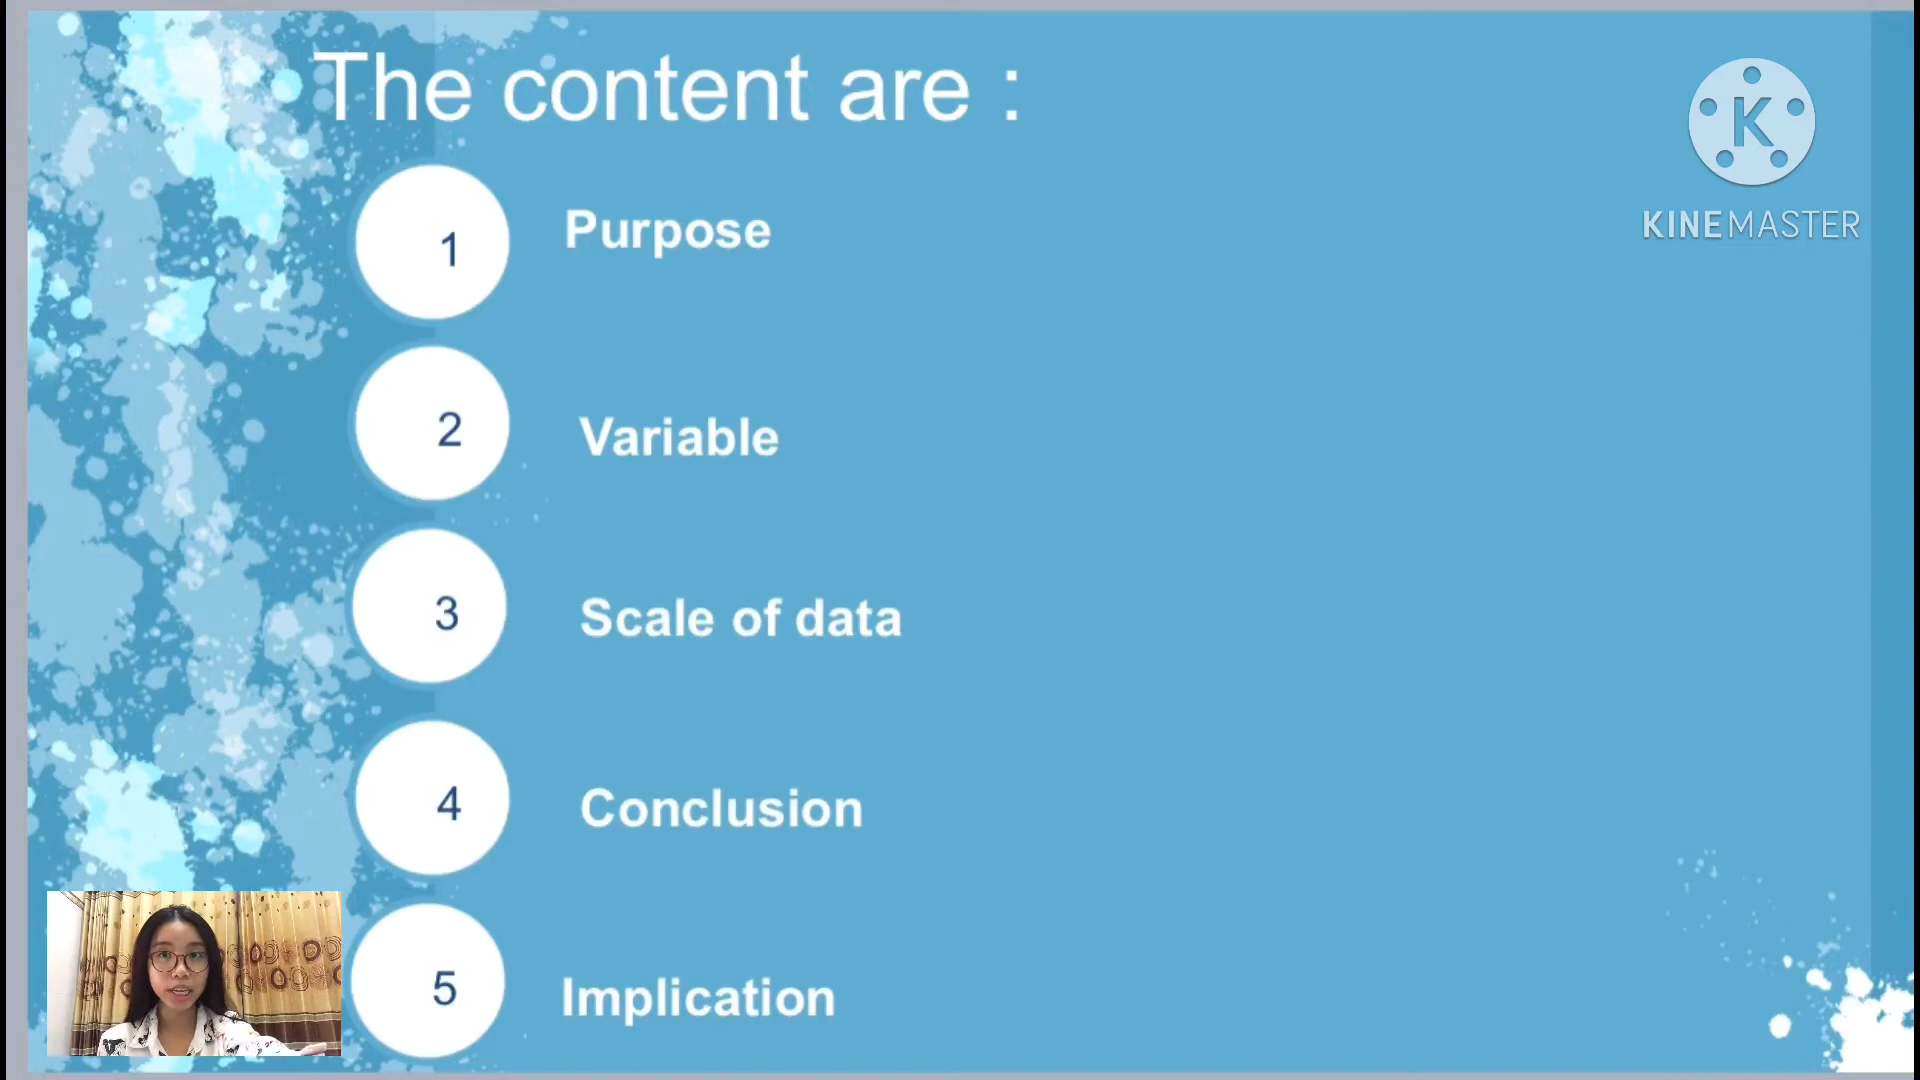 The content are :
1
Purpose
2
Variable
3
Scale of data
4
Conclusion
5
Implication
K
KINEMASTER